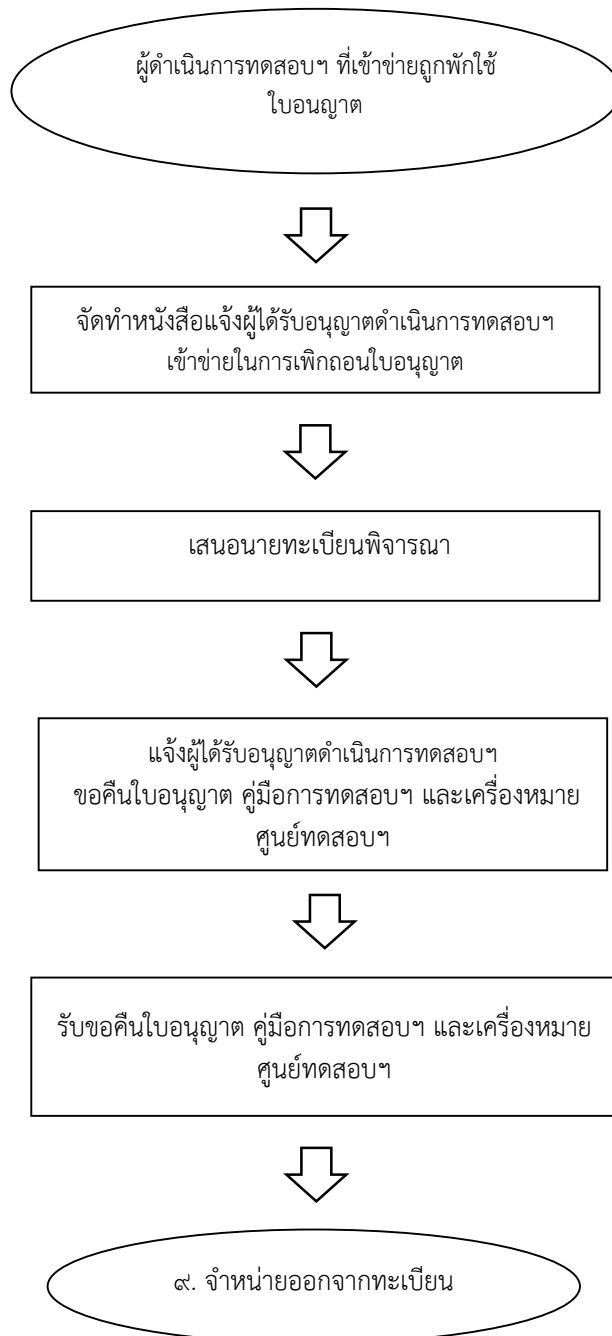 ผู้ดำเนินการทดสอบฯ ที่เข้าข่ายถูกพักใช้
ใบอนญาต
จัดทำหนังสือแจ้งผู้ได้รับอนุญาตดำเนินการทดสอบฯ
เข้าข่ายในการเพิกถอนใบอนุญาต
เสนอนายทะเบียนพิจารณา
แจ้งผู้ได้รับอนุญาตดำเนินการทดสอบฯ
ขอคืนใบอนุญาต คู่มือการทดสอบฯ และเครื่องหมาย
ศูนย์ทดสอบฯ
รับขอคืนใบอนุญาต คู่มือการทดสอบฯ และเครื่องหมาย
ศูนย์ทดสอบฯ
๙. จำหน่ายออกจากทะเบียน